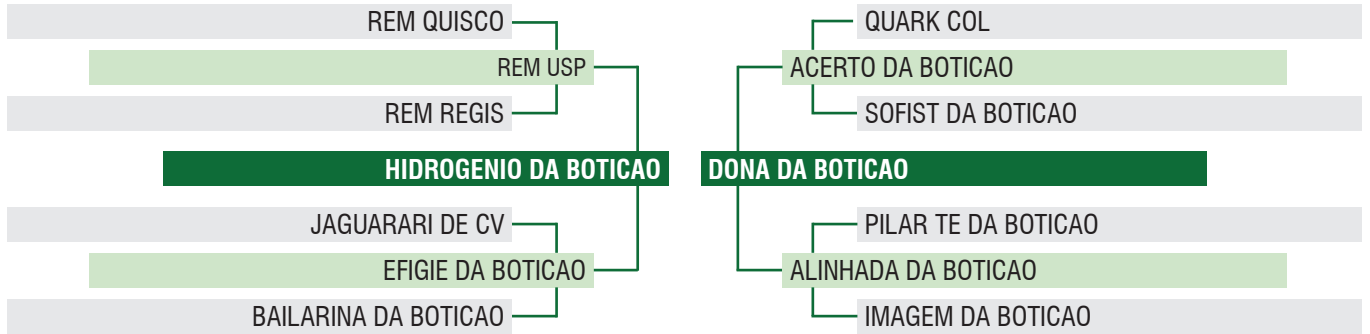 REM QUISCO
REM USP
REM REGIS
HIDROGENIO DA BOTICAO
JAGUARARI DE CV
EFIGIE DA BOTICAO
BAILARINA DA BOTICAO
QUARK COL
ACERTO DA BOTICAO
SOFIST DA BOTICAO
DONA DA BOTICAO
PILAR TE DA BOTICAO
ALINHADA DA BOTICAO
IMAGEM DA BOTICAO